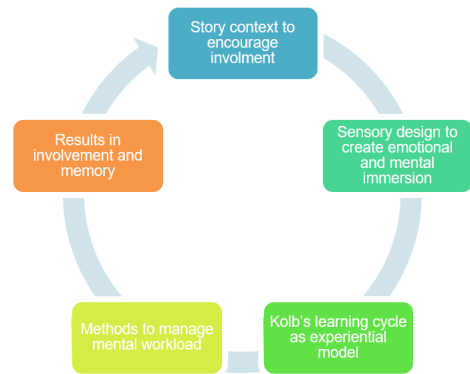 Story context to
encourage
involment
Sensory design to
create emotional
and mental
immersion
Kolb's learning cycle
as experiential
model
Methods to manage
mental workload
Results in
involvement and
memory